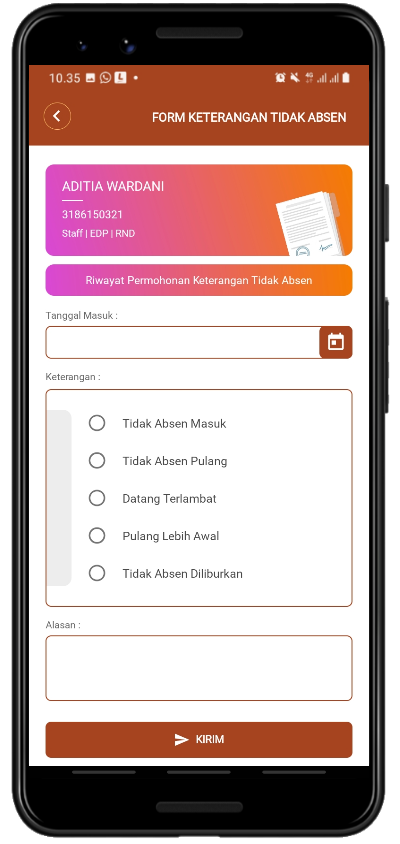 10.35
FORM KETERANGAN TIDAK ABSEN
ADITIA WARDANI
3186150321
Staff | EDP | RND
Riwayat Permohonan Keterangan Tidak Absen
Tanggal Masuk :
Keterangan :
Tidak Absen Masuk
Tidak Absen Pulang
Datang Terlambat
Pulang Lebih Awal
Tidak Absen Diliburkan
Alasan :
KIRIM